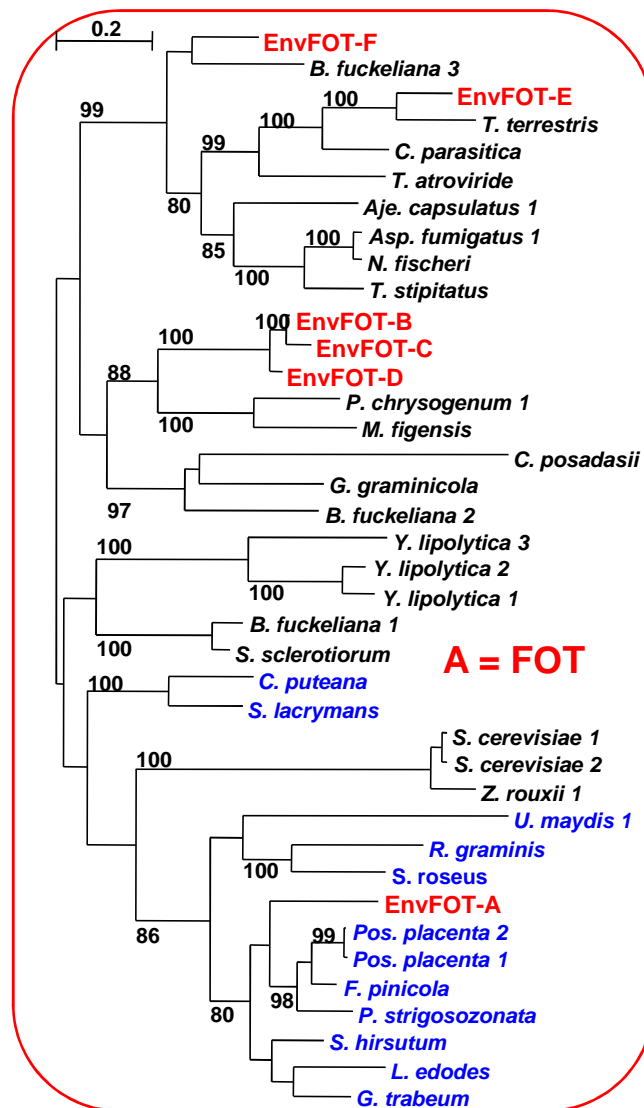 0.2
EnvFOT-F
B. fuckeliana 3
99
100
EnvFOT-E
100
T. terrestris
99
C. parasitica
T. atroviride
80
Aje. capsulatus 1
100
Asp. fumigatus 1
85
N. fischeri
100
T. stipitatus
100
EnvFOT-B
100
EnvFOT-C
88
EnvFOT-D
P. chrysogenum 1
100
M. figensis
C. posadasii
G. graminicola
97
B. fuckeliana 2
100
Y. lipolytica 3
Y. lipolytica 2
100
Y. lipolytica 1
B. fuckeliana 1
100
S. sclerotiorum
A = FOT
100
C. puteana
S. lacrymans
S. cerevisiae 1
100
S. cerevisiae 2
Z. rouxii 1
U. maydis 1
R. graminis
100
S. roseus
EnvFOT-A
86
99
Pos. placenta 2
Pos. placenta 1
F. pinicola
98
80
P. strigosozonata
S. hirsutum
L. edodes
G. trabeum